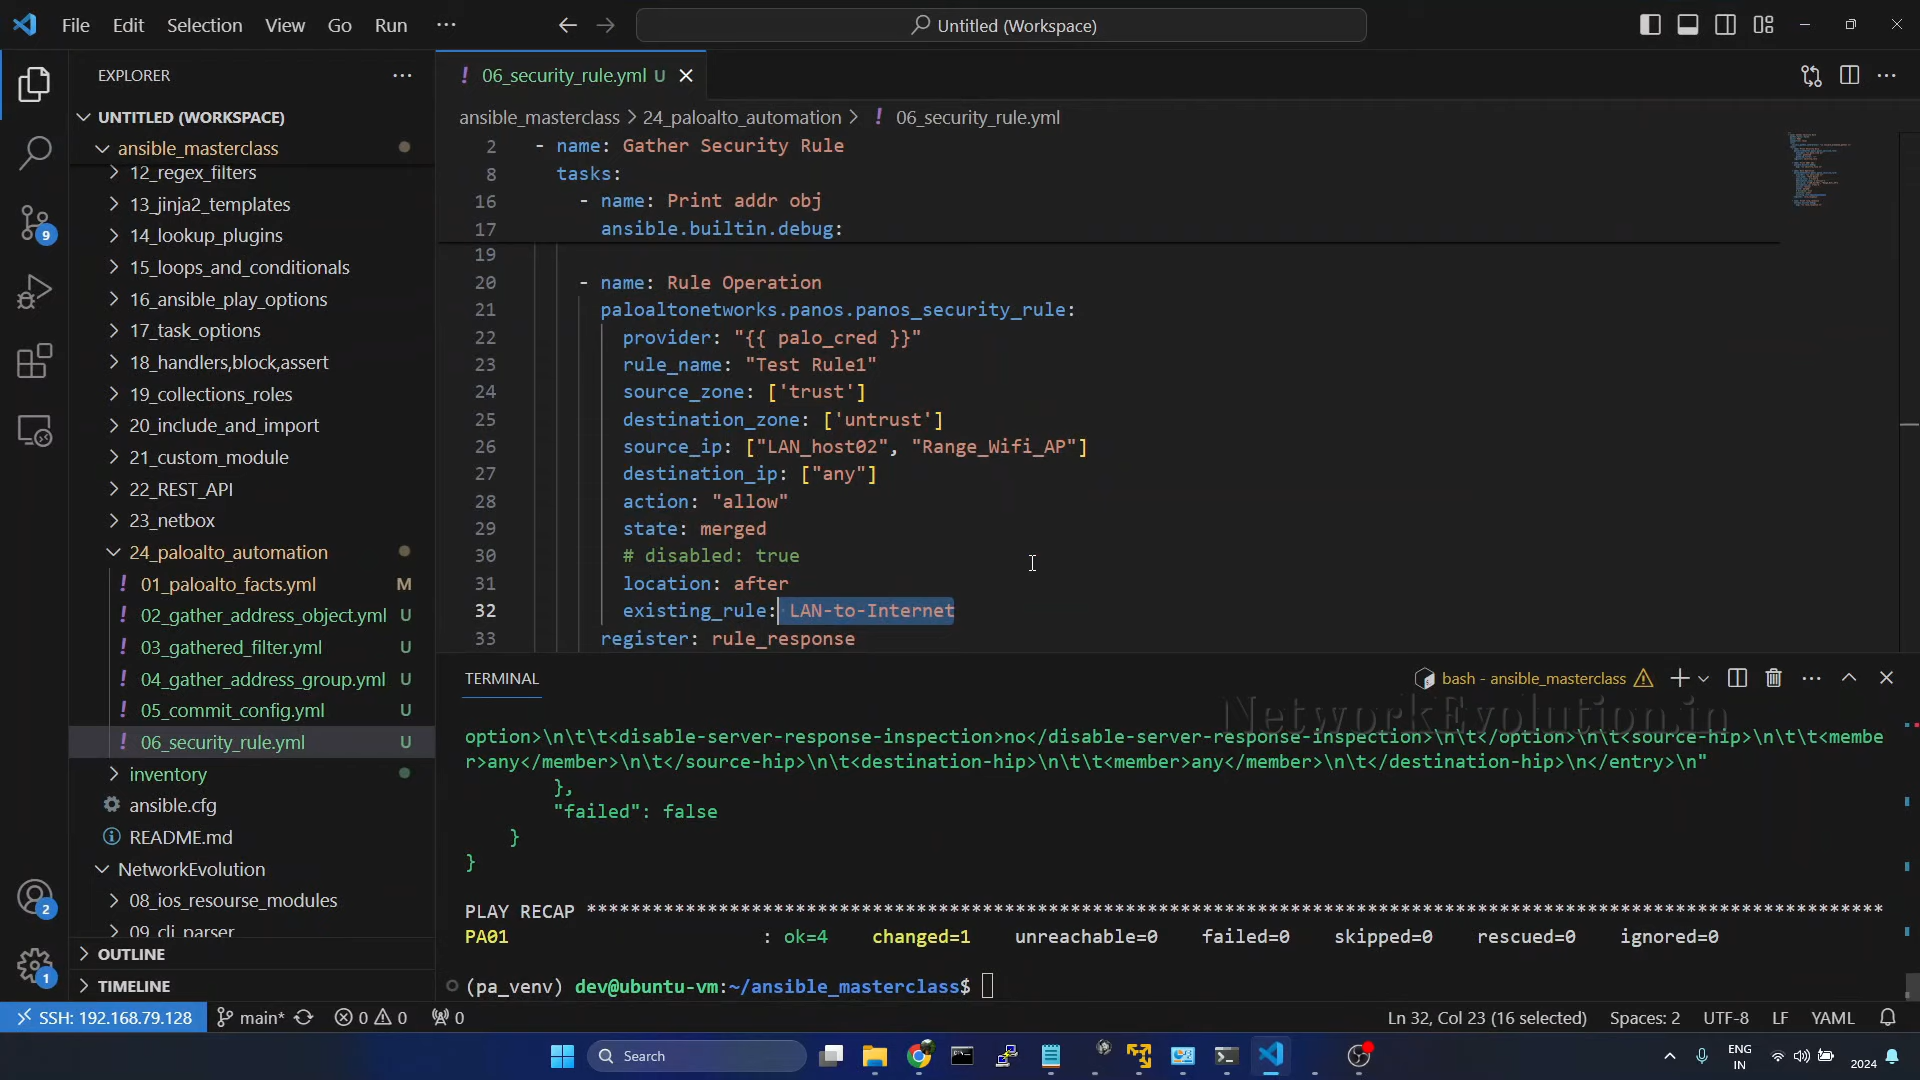 File Edit Selection View Go Run ···
Untitled (Workspace)
EXPLORER
06_security_rule.yml U
UNTITLED (WORKSPACE)
ansible_masterclass > 24_paloalto_automation > ! 06_security_rule.yml
ansible_masterclass
12_regex_filters
13_jinja2_templates
14_lookup_plugins
15_loops_and_conditionals
16_ansible_play_options
17_task_options
18_handlers,block,assert
19_collections_roles
20_include_and_import
21_custom_module
22_REST_API
23_netbox
24_paloalto_automation
! 01_paloalto_facts.yml M
! 02_gather_address_object.yml U
! 03_gathered_filter.yml U
! 04_gather_address_group.yml U
! 05_commit_config.yml U
! 06_security_rule.yml U
inventory
ansible.cfg
README.md
NetworkEvolution
08_ios_resourse_modules
09_cli_parser
OUTLINE
TIMELINE
9
2
1
2 - name: Gather Security Rule
8 tasks:
16 - name: Print addr obj
17 ansible.builtin.debug:
19
20 - name: Rule Operation
21 paloaltonetworks.panos.panos_security_rule:
22 provider: "{{ palo_cred }}"
23 rule_name: "Test Rule1"
24 source_zone: ['trust']
25 destination_zone: ['untrust']
26 source_ip: ["LAN_host02", "Range_Wifi_AP"]
27 destination_ip: ["any"]
28 action: "allow"
29 state: merged
30 # disabled: true
31 location: after
32 existing_rule: LAN-to-Internet
33 register: rule_response
TERMINAL
bash - ansible_masterclass
NetworkEvolution.in
option>\n\t\t<disable-server-response-inspection>no</disable-server-response-inspection>\n\t</option>\n\t<source-hip>\n\t\t<membe
r>any</member>\n\t</source-hip>\n\t<destination-hip>\n\t\t<member>any</member>\n\t</destination-hip>\n</entry>\n"
},
"failed": false
}
}
PLAY RECAP *********************************************************************************************************************
PA01 : ok=4 changed=1 unreachable=0 failed=0 skipped=0 rescued=0 ignored=0
(pa_venv) dev@ubuntu-vm:~/ansible_masterclass$
SSH: 192.168.79.128 main* 0 0 0
Ln 32, Col 23 (16 selected) Spaces: 2 UTF-8 LF YAML
Search
ENG
IN
2024